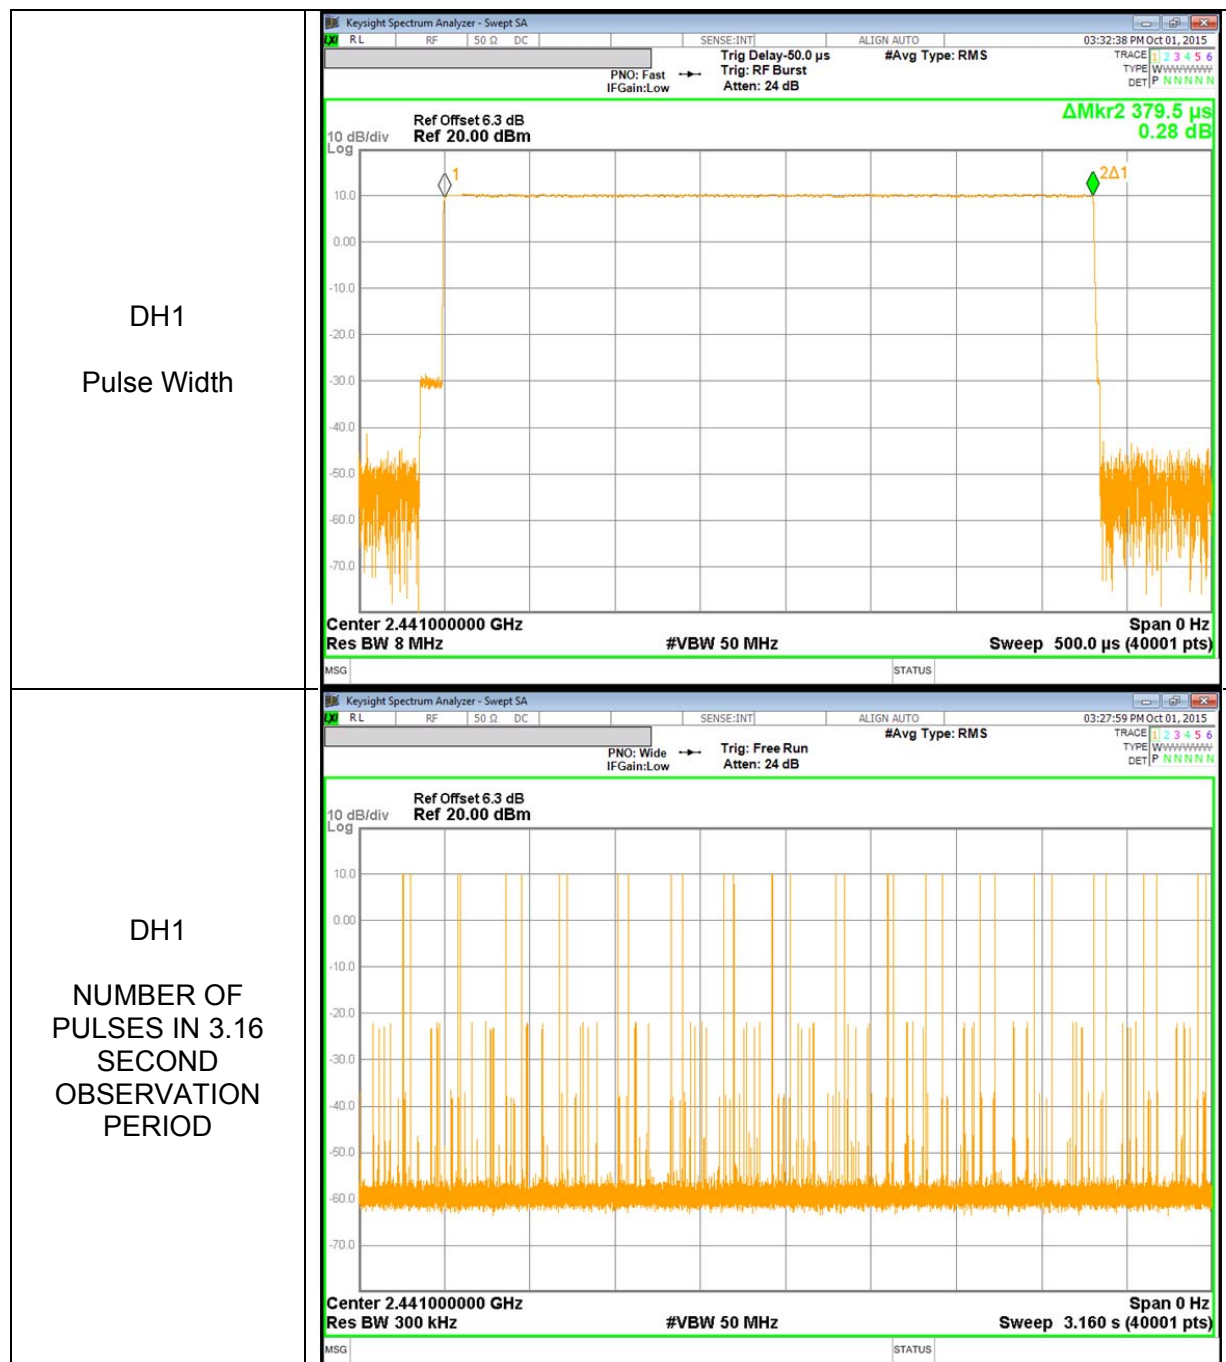 DH1
Pulse Width
Keysight Spectrum Analyzer - Swept SA
LXI RL RF 50 Ω DC SENSE:INT ALIGN AUTO 03:32:38 PM Oct 01, 2015
Trig Delay-50.0 µs #Avg Type: RMS TRACE 1 2 3 4 5 6
PNO: Fast Trig: RF Burst TYPE WWWWWW
IFGain:Low Atten: 24 dB DET P N N N N N
ΔMkr2 379.5 µs
0.28 dB
Ref Offset 6.3 dB
10 dB/div Ref 20.00 dBm
Log
1
2Δ1
10.0
0.00
-10.0
-20.0
-30.0
-40.0
-50.0
-60.0
-70.0
Center 2.441000000 GHz Span 0 Hz
Res BW 8 MHz #VBW 50 MHz Sweep 500.0 µs (40001 pts)
MSG STATUS
DH1
NUMBER OF
PULSES IN 3.16
SECOND
OBSERVATION
PERIOD
Keysight Spectrum Analyzer - Swept SA
LXI RL RF 50 Ω DC SENSE:INT ALIGN AUTO 03:27:59 PM Oct 01, 2015
#Avg Type: RMS TRACE 1 2 3 4 5 6
PNO: Wide Trig: Free Run TYPE WWWWWW
IFGain:Low Atten: 24 dB DET P N N N N N
Ref Offset 6.3 dB
10 dB/div Ref 20.00 dBm
Log
10.0
0.00
-10.0
-20.0
-30.0
-40.0
-50.0
-60.0
-70.0
Center 2.441000000 GHz Span 0 Hz
Res BW 300 kHz #VBW 50 MHz Sweep 3.160 s (40001 pts)
MSG STATUS